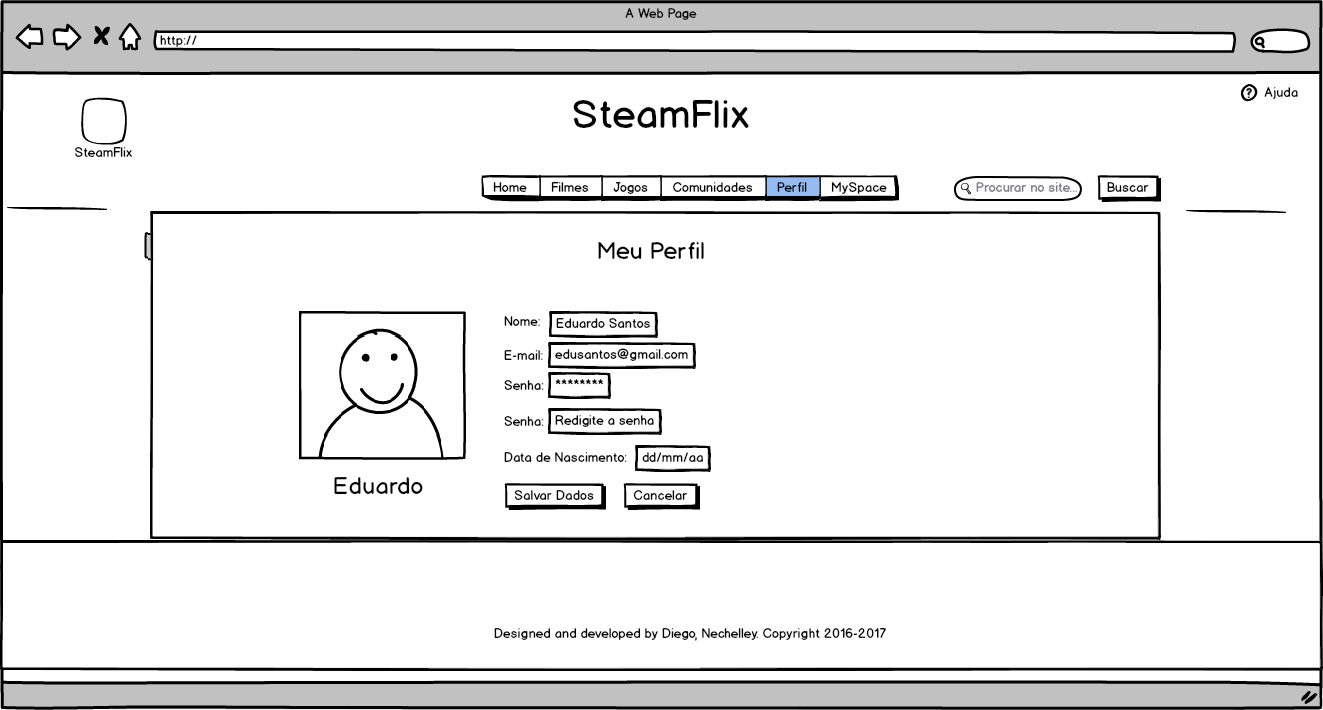 A Web Page
http://
Ajuda
SteamFlix
SteamFlix
Home Filmes Jogos Comunidades Perfil MySpace
Procurar no site... Buscar
Meu Perfil
Nome: Eduardo Santos
E-mail: edusantos@gmail.com
Senha: ********
Senha: Redigite a senha
Data de Nascimento: dd/mm/aa
Eduardo
Salvar Dados Cancelar
Designed and developed by Diego, Nechelley. Copyright 2016-2017